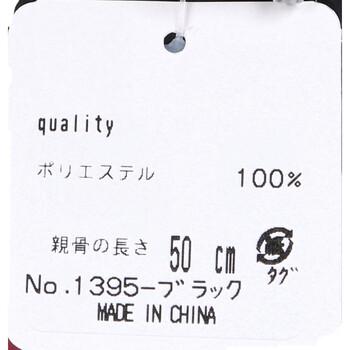 quality
ポリエステル 100%
親骨の長さ 50 cm 紙
タグ
No.1395-ブラック
MADE IN CHINA